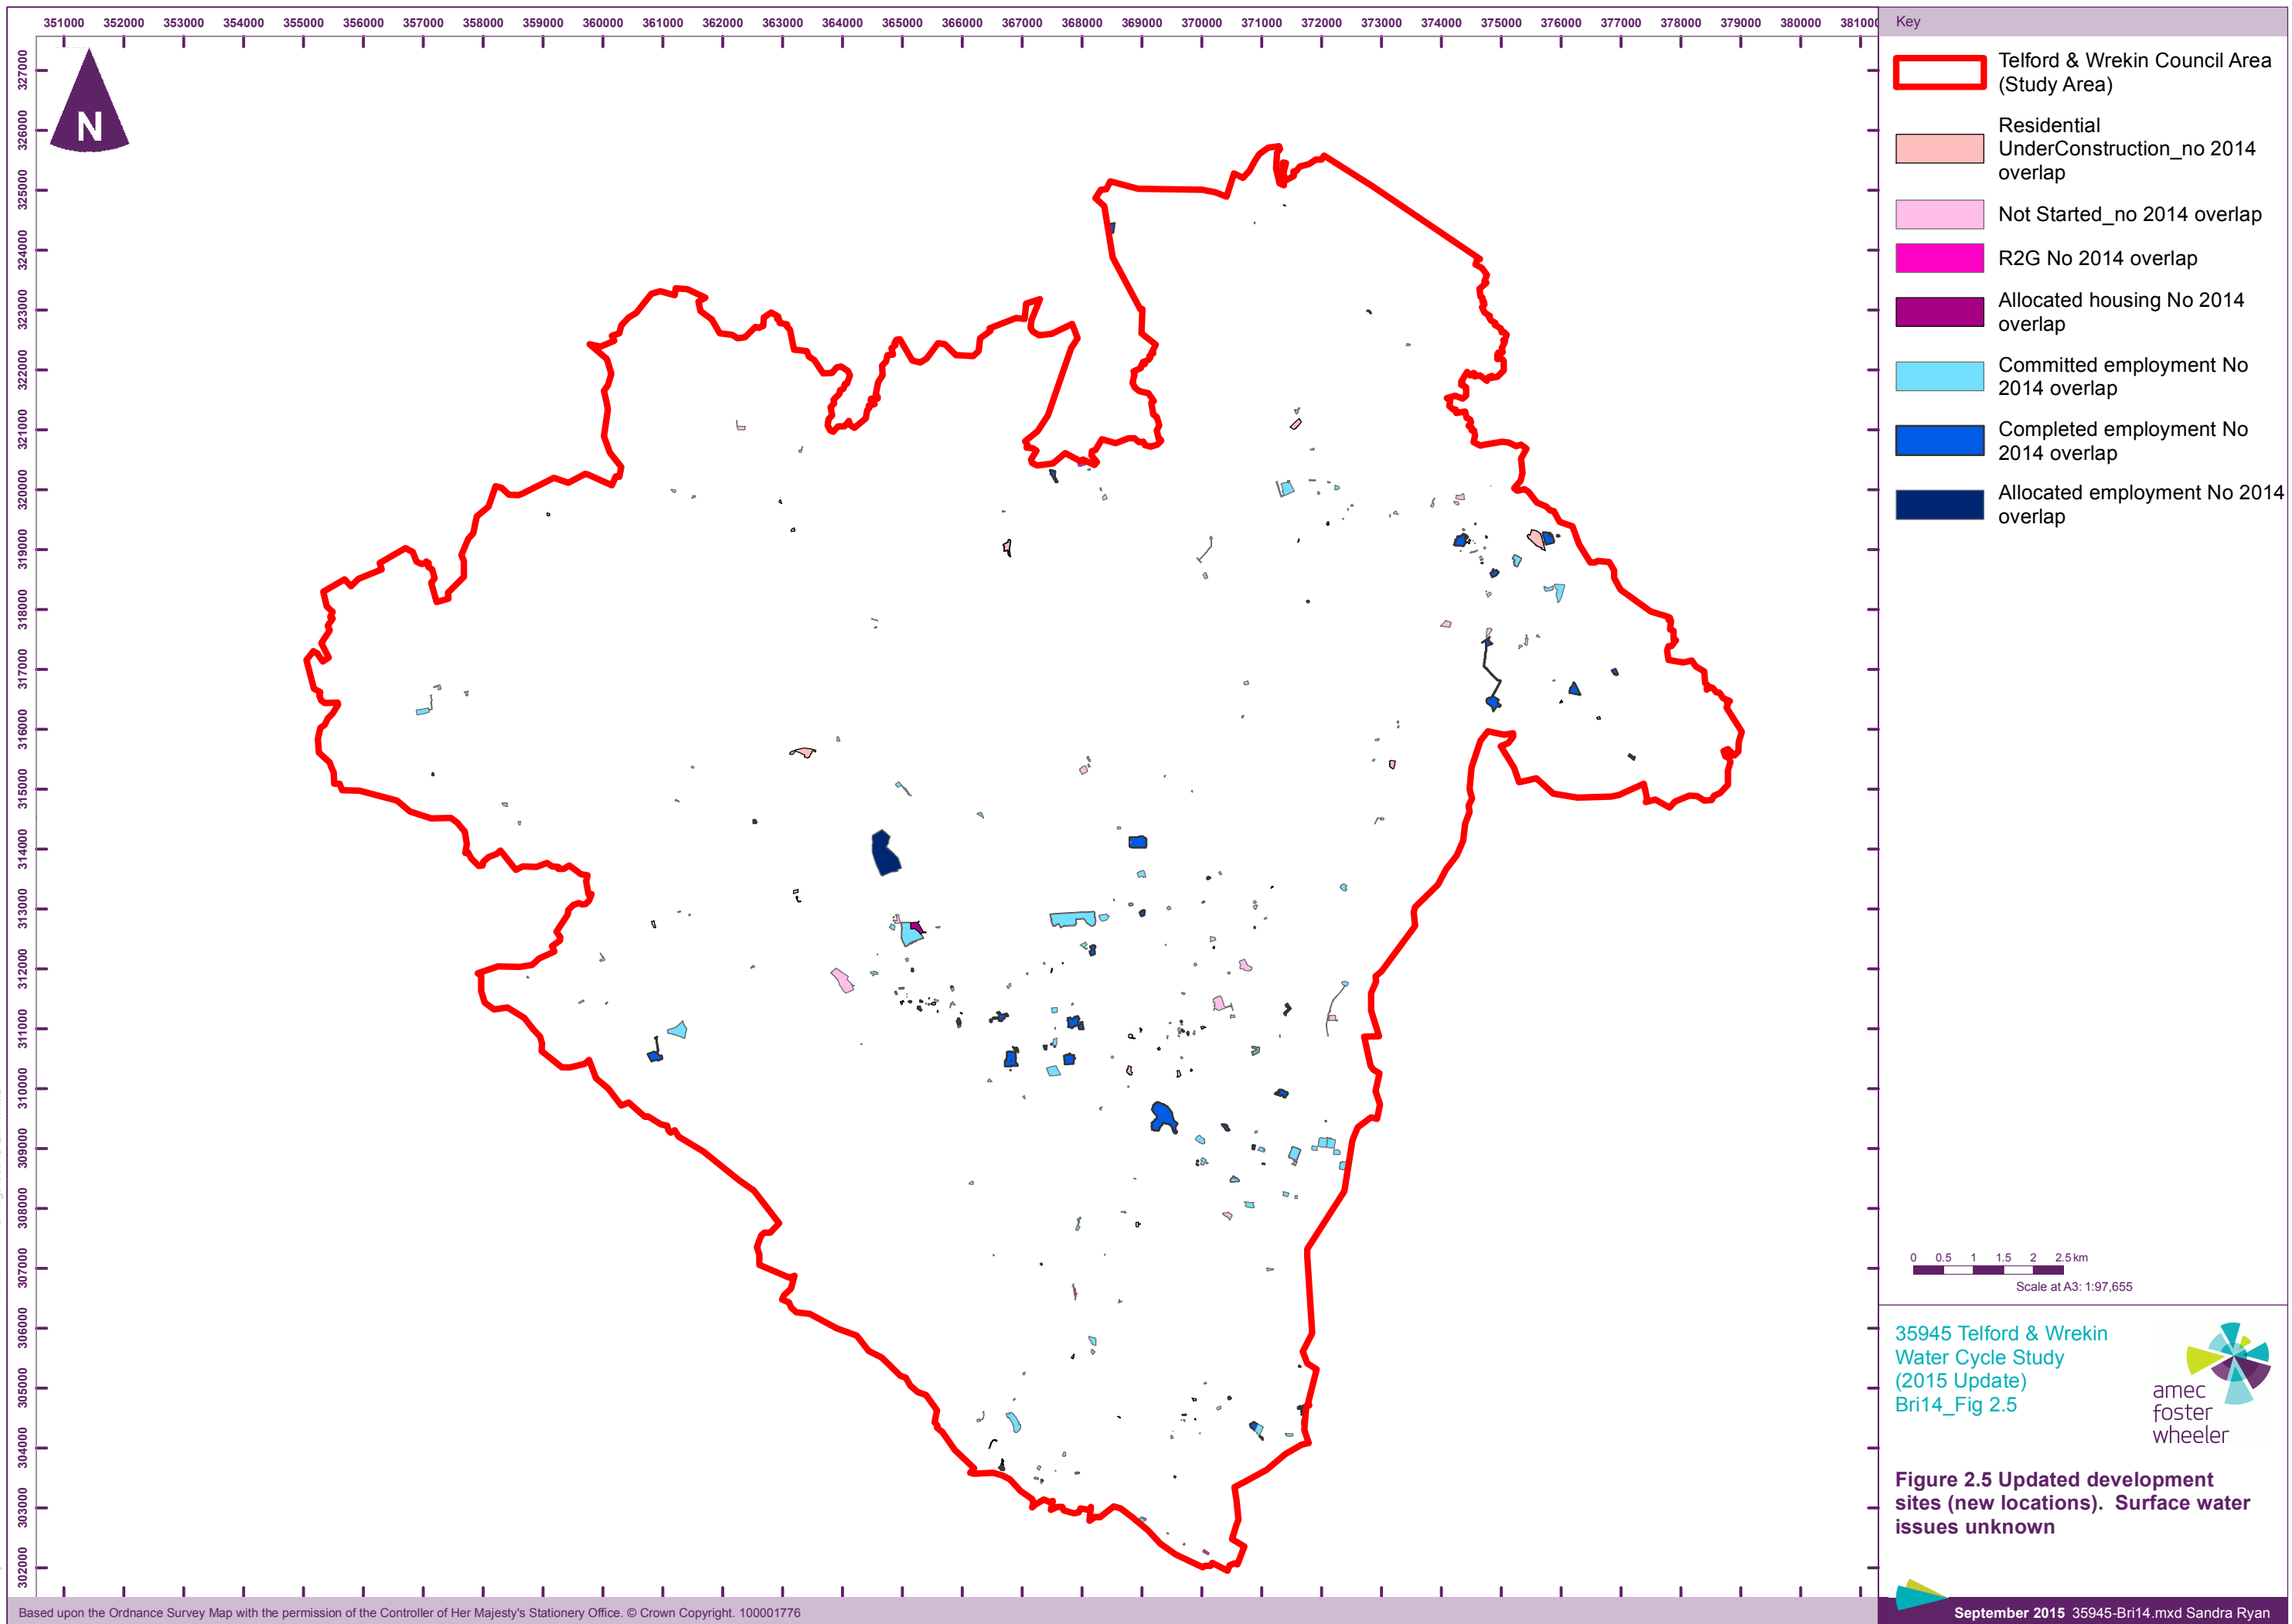 351000 352000 353000 354000 355000 356000 357000 358000 359000 360000 361000 362000 363000 364000 365000 366000 367000 368000 369000 370000 371000 372000 373000 374000 375000 376000 377000 378000 379000 380000 381000
327000
326000
325000
324000
323000
322000
321000
320000
319000
318000
317000
316000
315000
314000
313000
312000
311000
310000
309000
308000
307000
306000
305000
304000
303000
302000
N
Key
Telford & Wrekin Council Area
(Study Area)
Residential
UnderConstruction_no 2014
overlap
Not Started_no 2014 overlap
R2G No 2014 overlap
Allocated housing No 2014
overlap
Committed employment No
2014 overlap
Completed employment No
2014 overlap
Allocated employment No 2014
overlap
0 0.5 1 1.5 2 2.5 km
Scale at A3: 1:97,655
35945 Telford & Wrekin
Water Cycle Study
(2015 Update)
Bri14_Fig 2.5
amec
foster
wheeler
Figure 2.5 Updated development
sites (new locations).  Surface water
issues unknown
September 2015 35945-Bri14.mxd Sandra Ryan
Based upon the Ordnance Survey Map with the permission of the Controller of Her Majesty's Stationery Office. © Crown Copyright. 100001776